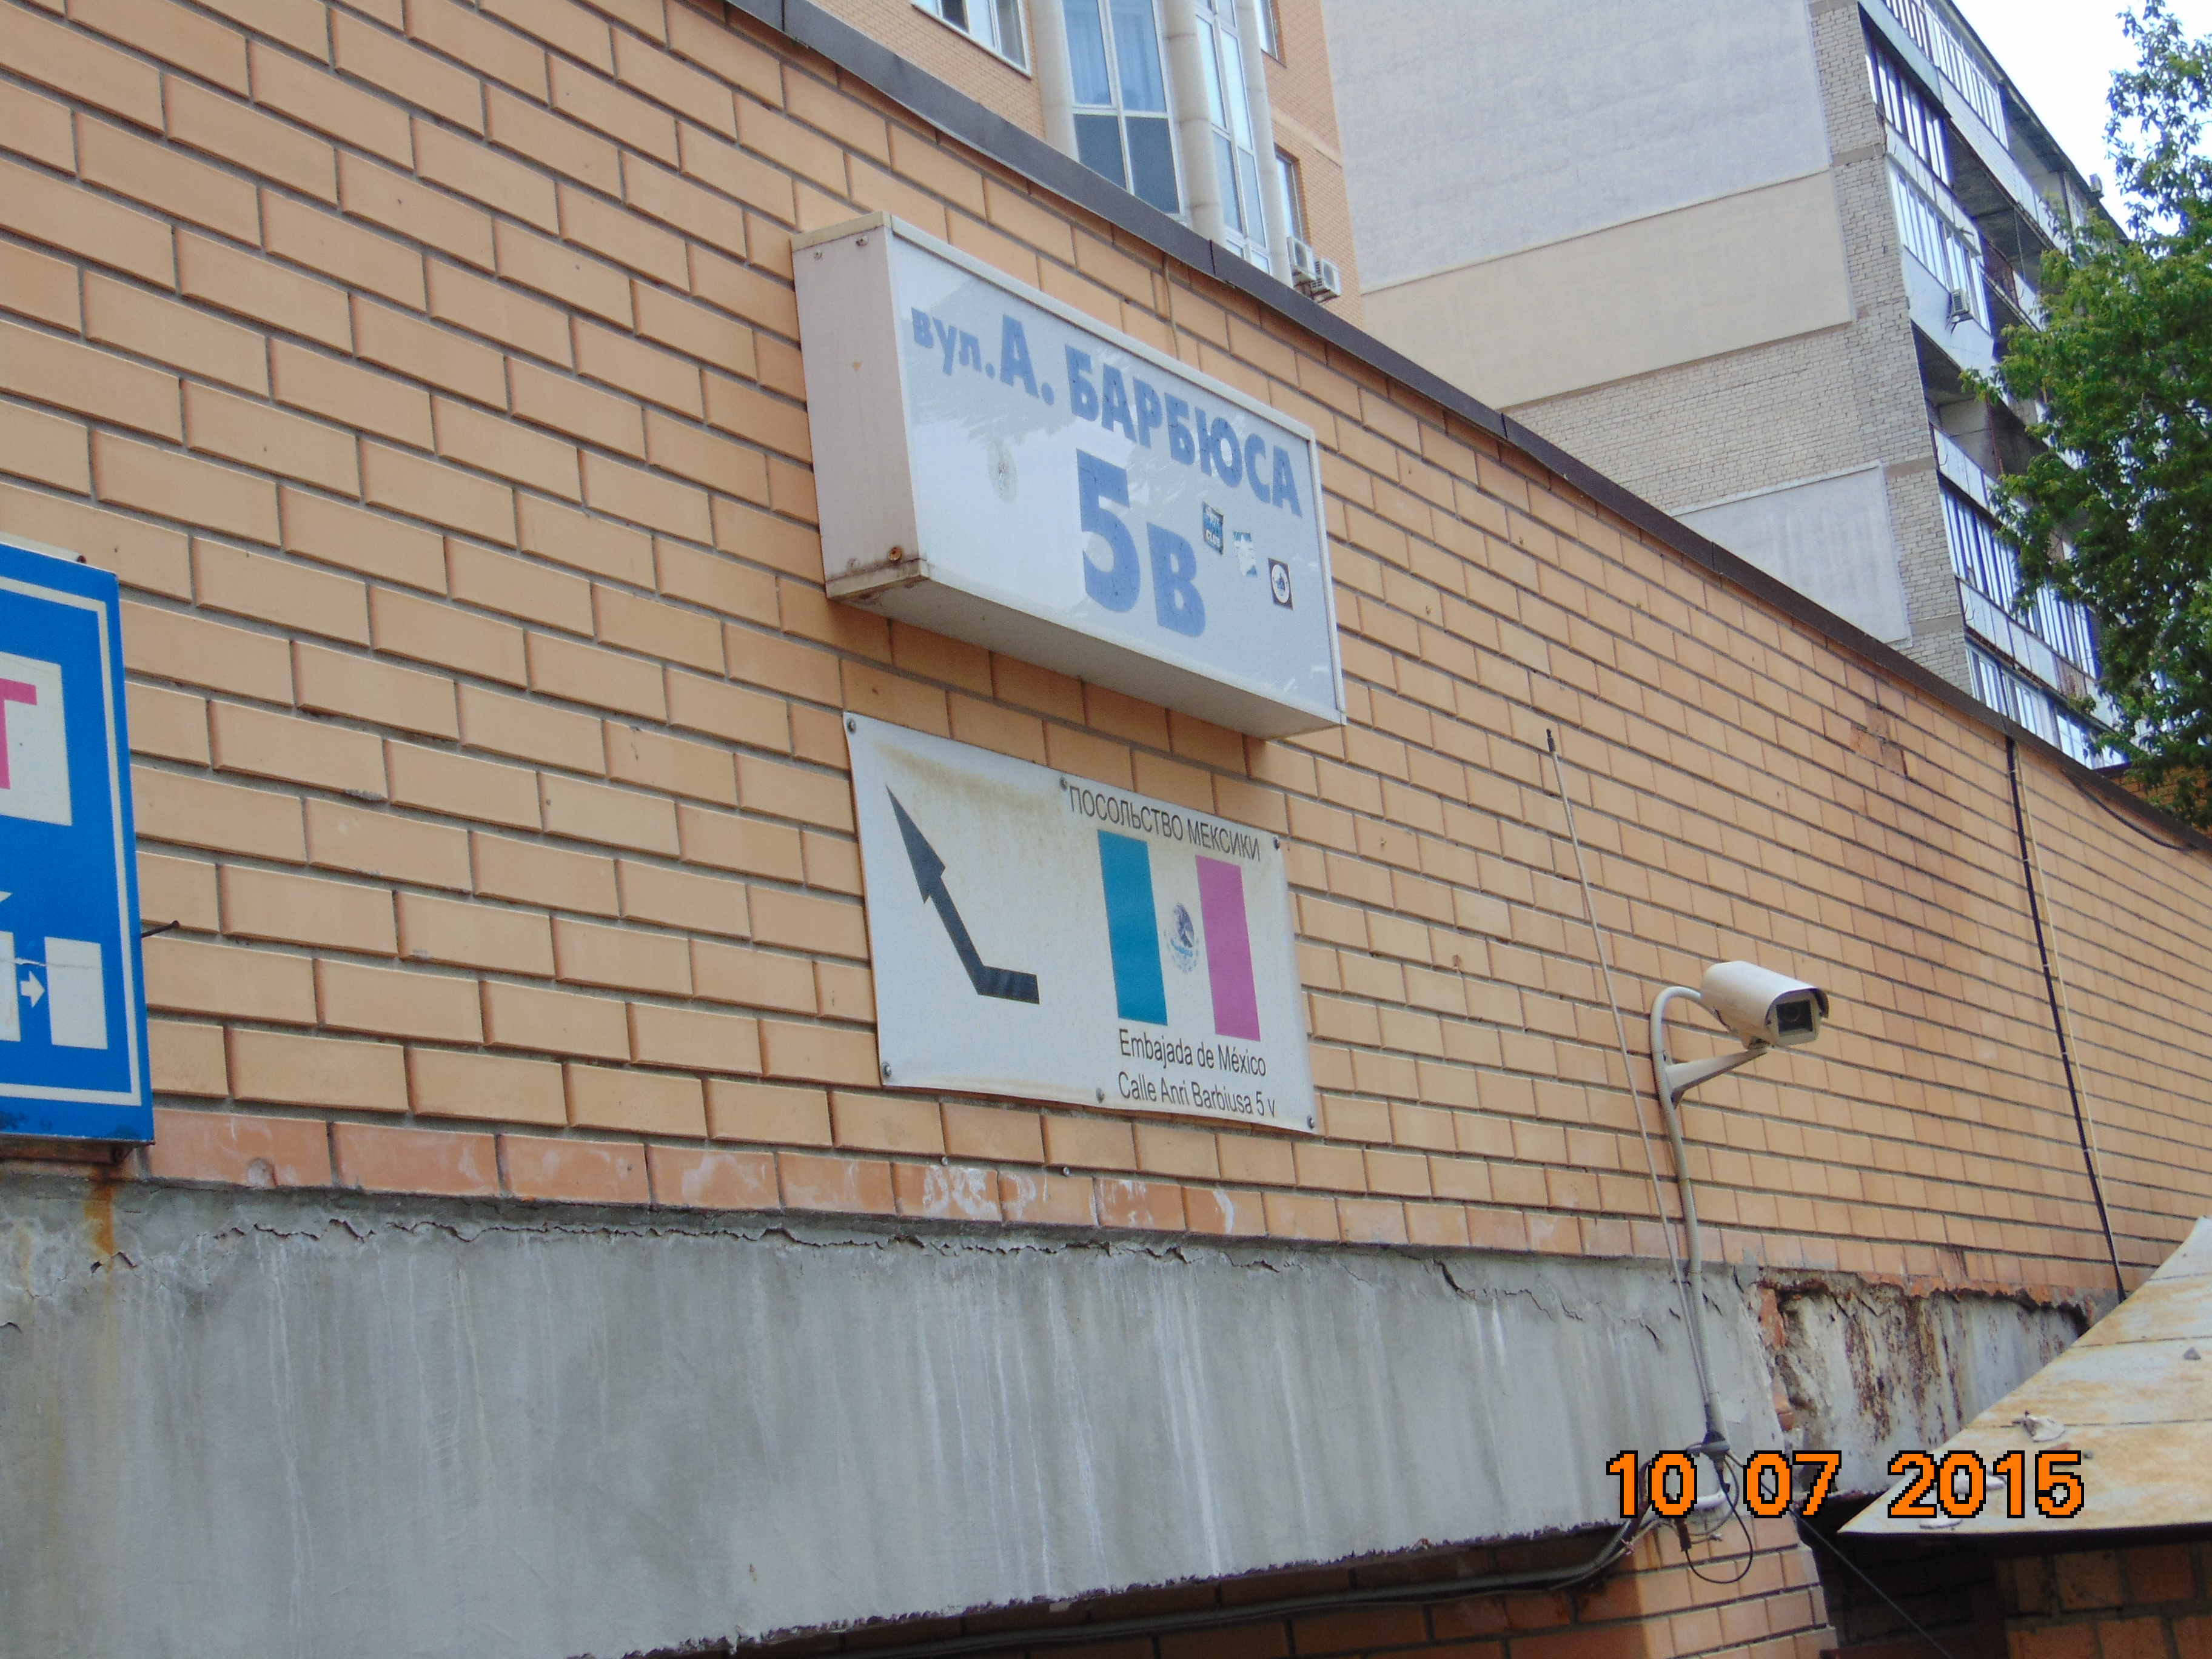 вул.А. БАРБЮСА
5в
ПОСОЛЬСТВО МЕКСИКИ
Embajada de México
Calle Anri Barbiusa 5 v
Т
10 07 2015